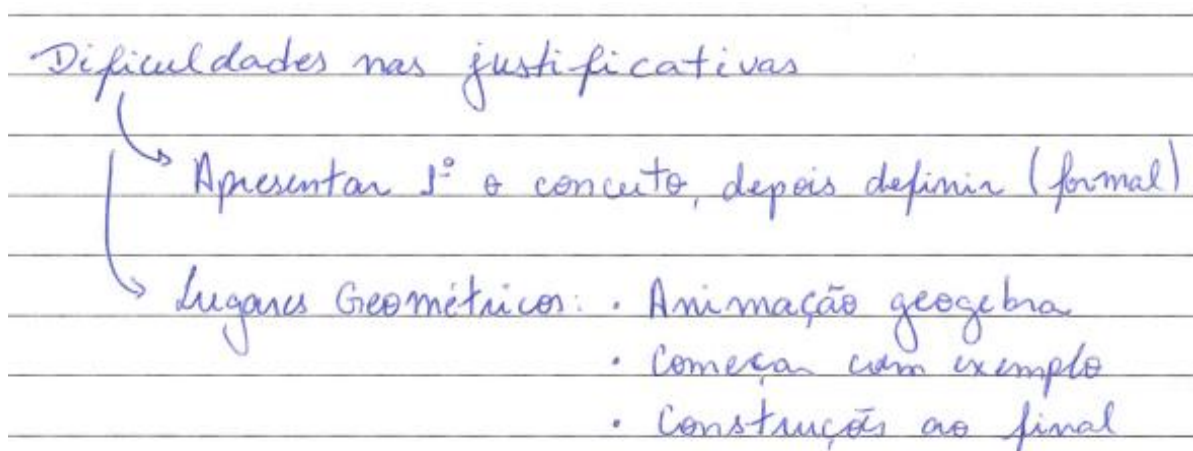 Dificuldades nas justificativas
Apresentar 1º o conceito, depois definir (formal)
Lugares Geométricos: • Animação geogebra
• Começar com exemplo
• Construções ao final